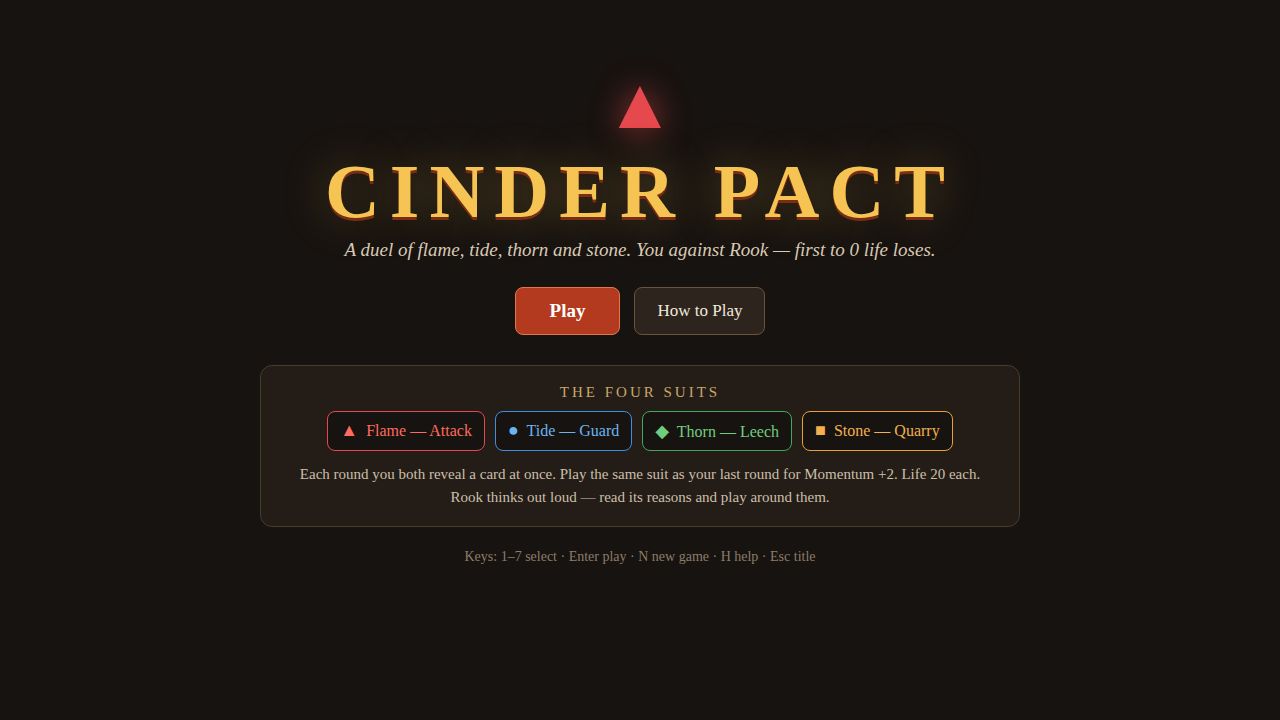 CINDER PACT
A duel of flame, tide, thorn and stone. You against Rook — first to 0 life loses.
Play
How to Play
THE FOUR SUITS
▲ Flame — Attack
● Tide — Guard
◆ Thorn — Leech
■ Stone — Quarry
Each round you both reveal a card at once. Play the same suit as your last round for Momentum +2. Life 20 each.
Rook thinks out loud — read its reasons and play around them.
Keys: 1–7 select · Enter play · N new game · H help · Esc title